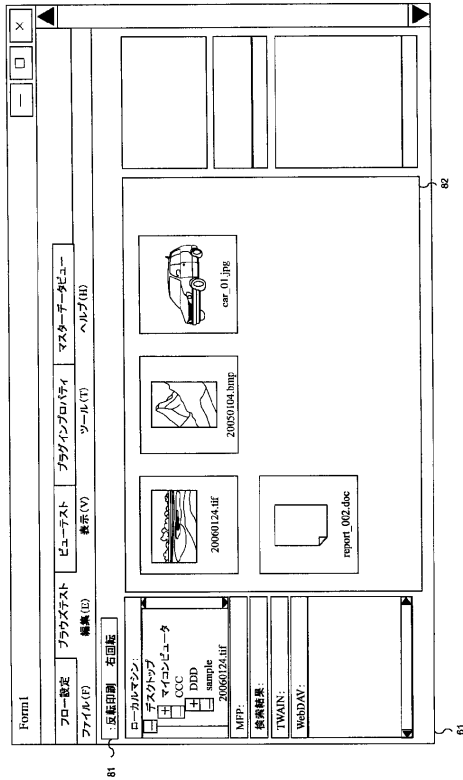 Form1
フロー設定 ブラウズテスト ビューテスト プラグインプロパティ マスターデータビュー
ファイル(F) 編集(E) 表示(V) ツール(T) ヘルプ(H)
:反転印刷 右回転
81
ローカルマシン:
デスクトップ
マイコンピュータ
CCC
DDD
sample
20060124.tif
MFP:
検索結果:
TWAIN:
WebDAV:
20060124.tif
20050104.bmp
car_01.jpg
report_002.doc
61
82